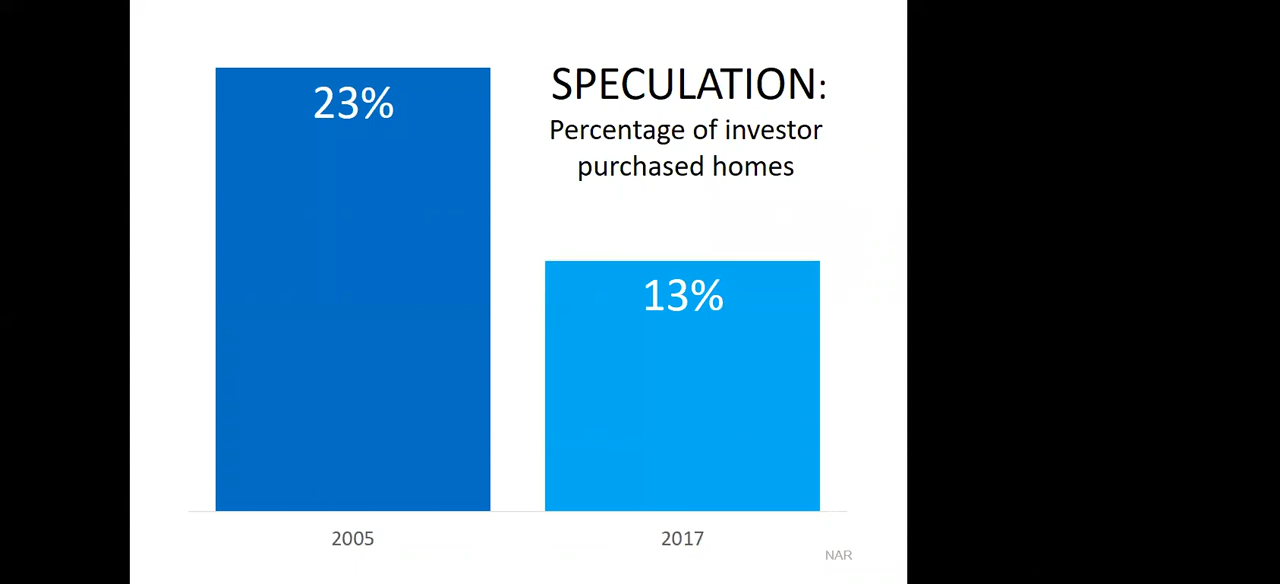 23%
SPECULATION:
Percentage of investor
purchased homes
13%
2005
2017
NAR